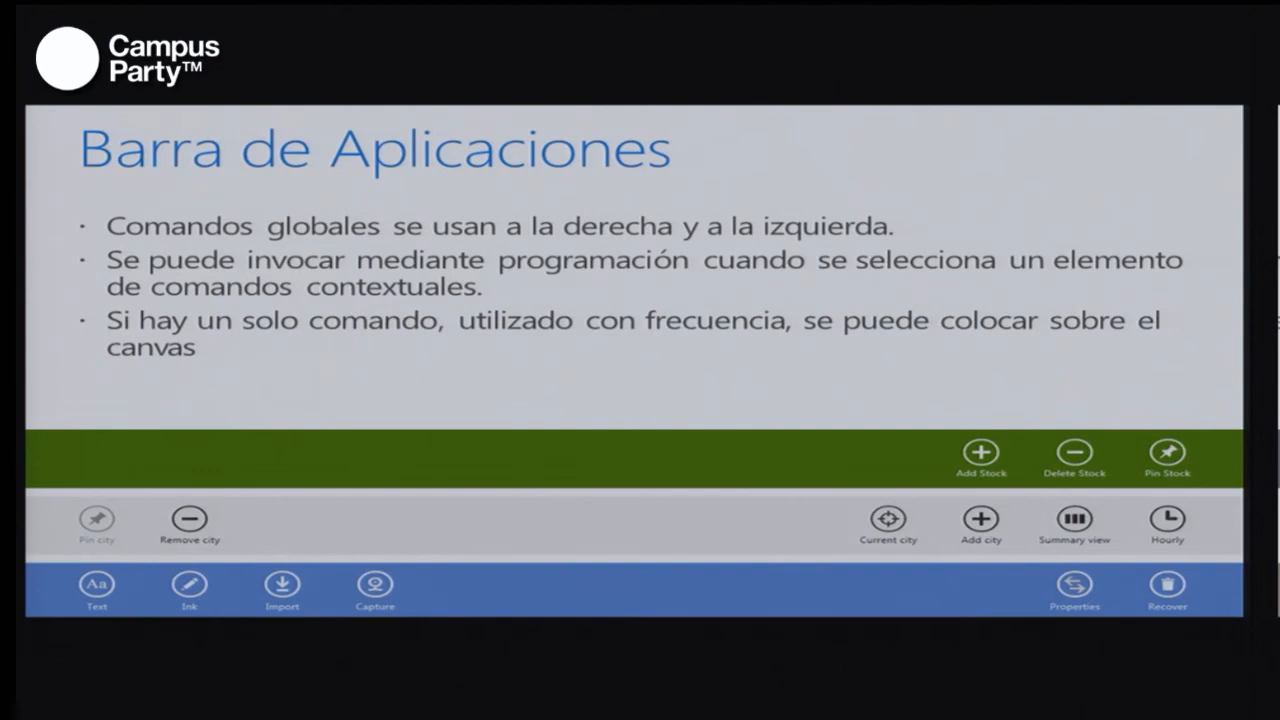 Campus
Party™
Barra de Aplicaciones
· Comandos globales se usan a la derecha y a la izquierda.
· Se puede invocar mediante programación cuando se selecciona un elemento
de comandos contextuales.
· Si hay un solo comando, utilizado con frecuencia, se puede colocar sobre el
canvas
Add Stock Delete Stock Pin Stock
Pin city Remove city Current city Add city Summary view Hourly
Aa
Text Ink Import Capture Properties Recover